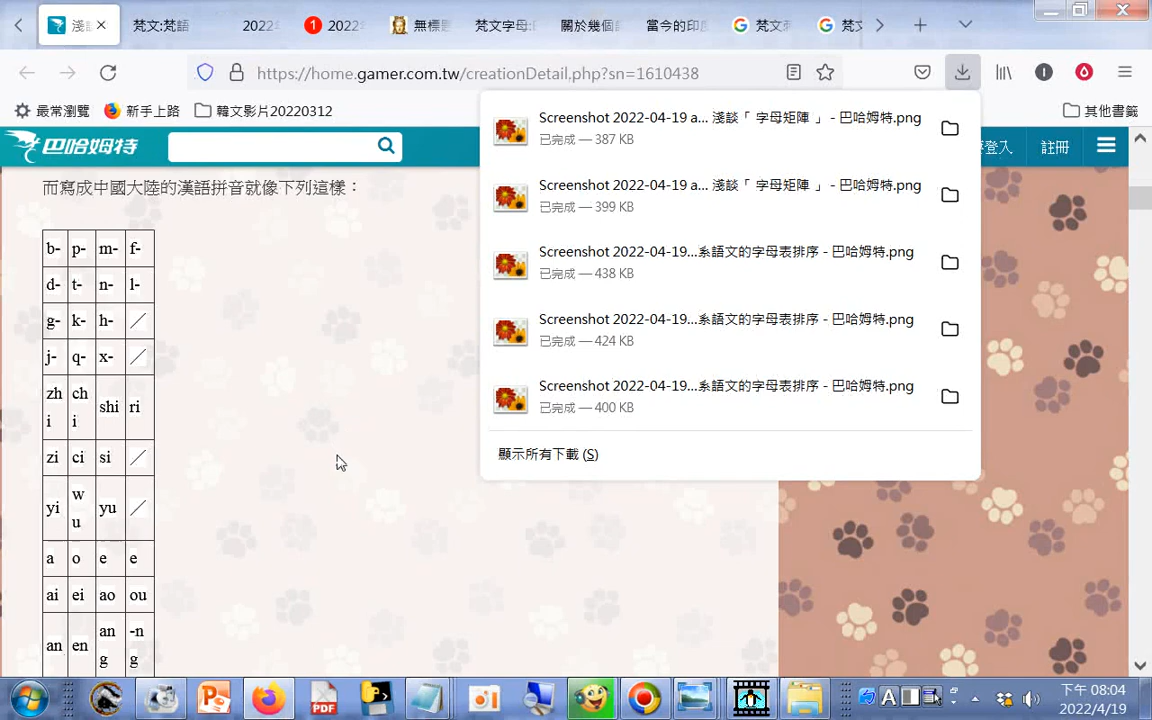 淺
梵文:梵語
2022
1
2022
無標題
梵文字母:
關於幾個
當今的印
梵文
梵文
https://home.gamer.com.tw/creationDetail.php?sn=1610438
最常瀏覽
新手上路
韓文影片20220312
其他書籤
巴哈姆特
登入
註冊
Screenshot 2022-04-19 a... 淺談「 字母矩陣 」 - 巴哈姆特.png
已完成 — 387 KB
Screenshot 2022-04-19 a... 淺談「 字母矩陣 」 - 巴哈姆特.png
已完成 — 399 KB
Screenshot 2022-04-19...系語文的字母表排序 - 巴哈姆特.png
已完成 — 438 KB
Screenshot 2022-04-19...系語文的字母表排序 - 巴哈姆特.png
已完成 — 424 KB
Screenshot 2022-04-19...系語文的字母表排序 - 巴哈姆特.png
已完成 — 400 KB
顯示所有下載 (S)
而寫成中國大陸的漢語拼音就像下列這樣：
b- p- m- f-
d- t- n- l-
g- k- h- ／
j- q- x- ／
zhi chi shi ri
zi ci si ／
yi wu yu ／
a o e e
ai ei ao ou
an en ang -ng
PDF
A
下午 08:04
2022/4/19